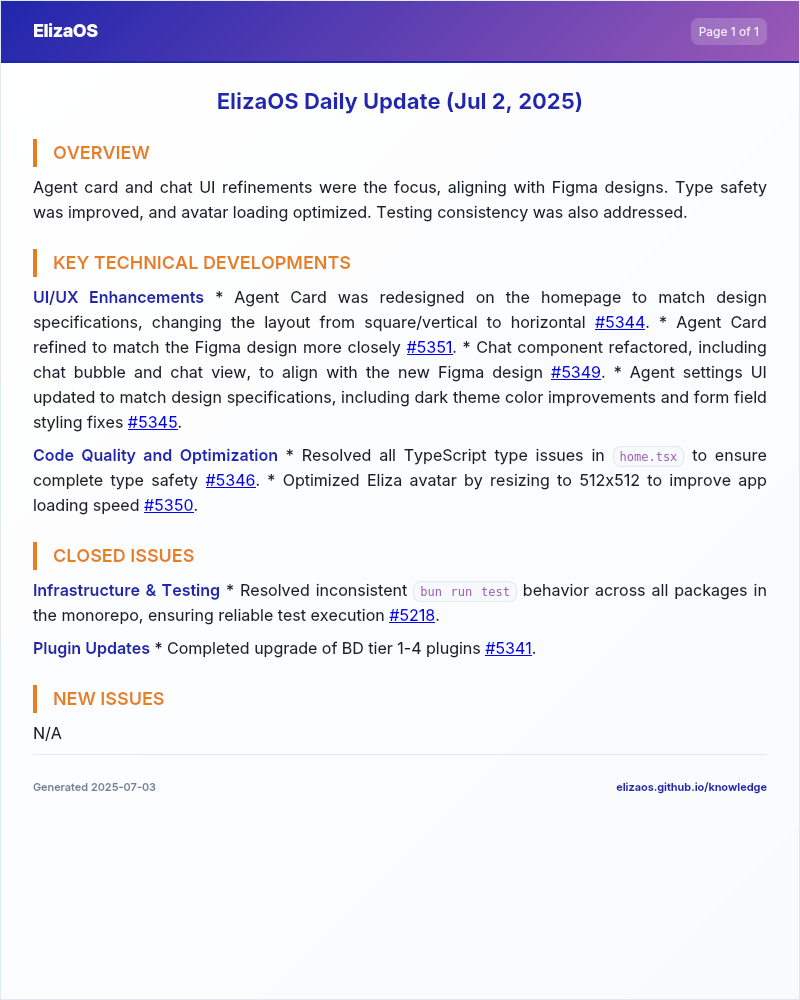 ElizaOS
Page 1 of 1
ElizaOS Daily Update (Jul 2, 2025)
OVERVIEW
Agent card and chat UI refinements were the focus, aligning with Figma designs. Type safety
was improved, and avatar loading optimized. Testing consistency was also addressed.
KEY TECHNICAL DEVELOPMENTS
UI/UX Enhancements * Agent Card was redesigned on the homepage to match design
specifications, changing the layout from square/vertical to horizontal #5344. * Agent Card
refined to match the Figma design more closely #5351. * Chat component refactored, including
chat bubble and chat view, to align with the new Figma design #5349. * Agent settings UI
updated to match design specifications, including dark theme color improvements and form field
styling fixes #5345.
Code Quality and Optimization * Resolved all TypeScript type issues in home.tsx to ensure
complete type safety #5346. * Optimized Eliza avatar by resizing to 512x512 to improve app
loading speed #5350.
CLOSED ISSUES
Infrastructure & Testing * Resolved inconsistent bun run test behavior across all packages in
the monorepo, ensuring reliable test execution #5218.
Plugin Updates * Completed upgrade of BD tier 1-4 plugins #5341.
NEW ISSUES
N/A
Generated 2025-07-03
elizaos.github.io/knowledge